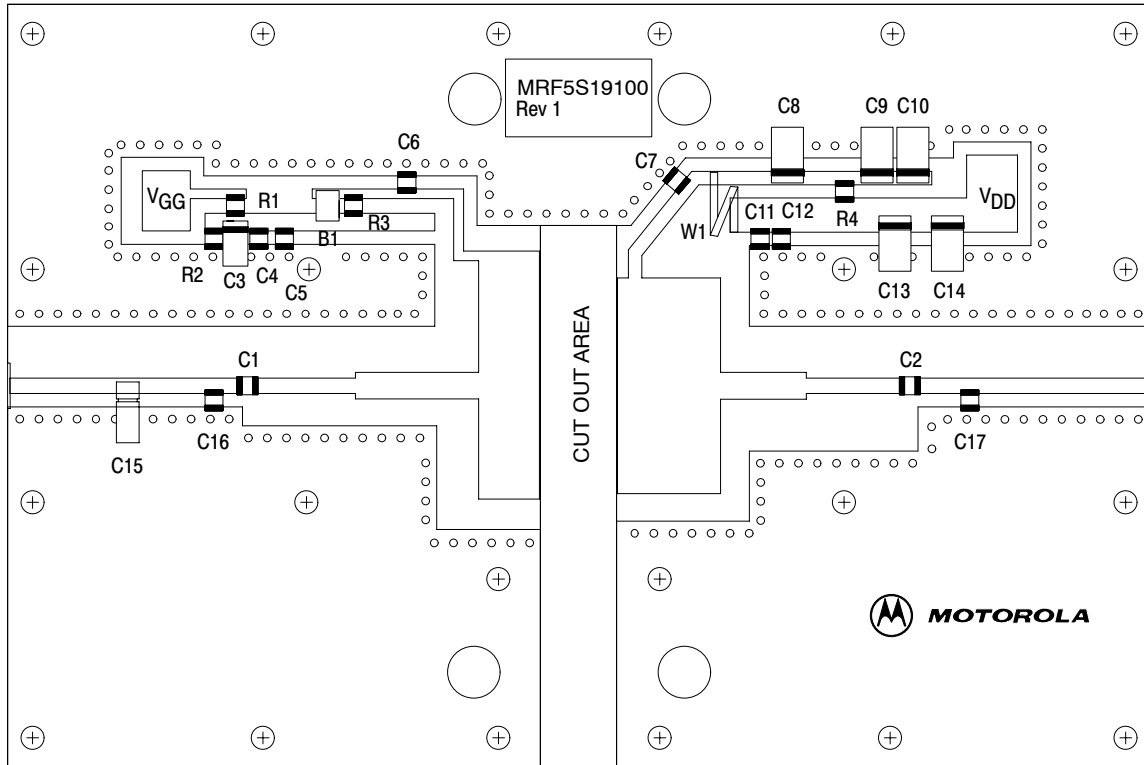 MRF5S19100
Rev 1
C8
C9
C10
C6
C7
VGG
R1
R3
B1
R2
C3
C4
C5
W1
C11
C12
R4
VDD
C13
C14
CUT OUT AREA
C1
C2
C15
C16
C17
MOTOROLA